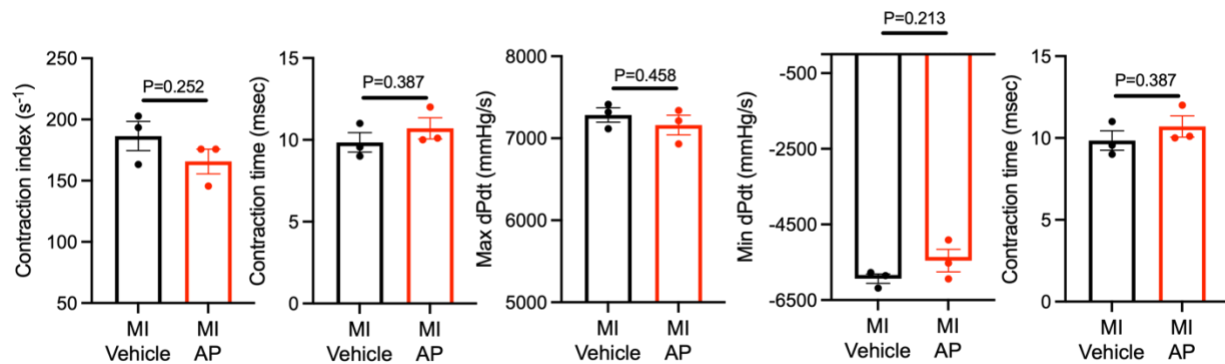 P=0.252
Contraction index (s⁻¹)
250
200
150
100
50
MI
Vehicle
MI
AP
P=0.387
Contraction time (msec)
15
10
5
0
MI
Vehicle
MI
AP
P=0.458
Max dPdt (mmHg/s)
8000
7000
6000
5000
MI
Vehicle
MI
AP
P=0.213
Min dPdt (mmHg/s)
-500
-2500
-4500
-6500
MI
Vehicle
MI
AP
P=0.387
Contraction time (msec)
15
10
5
0
MI
Vehicle
MI
AP